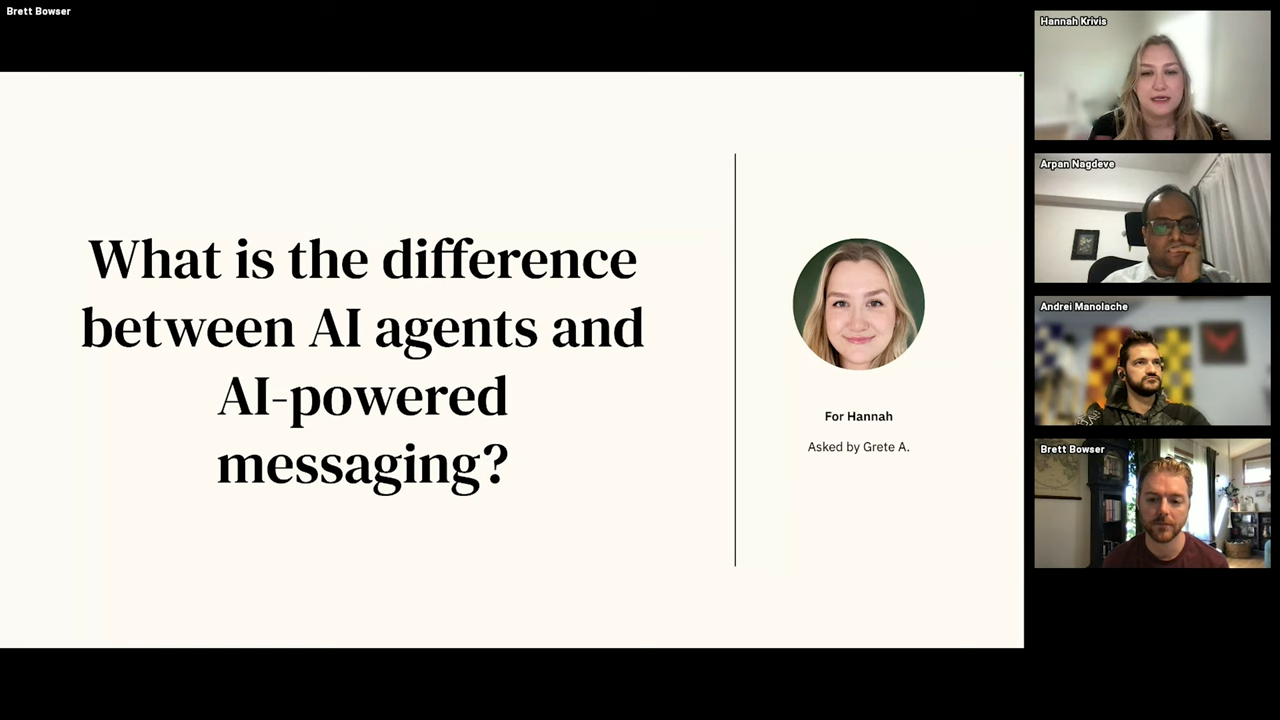 Brett Bowser
What is the difference
between AI agents and
AI-powered
messaging?
For Hannah
Asked by Grete A.
Hannah Krivis
Arpan Nagdeve
Andrei Manolache
Brett Bowser